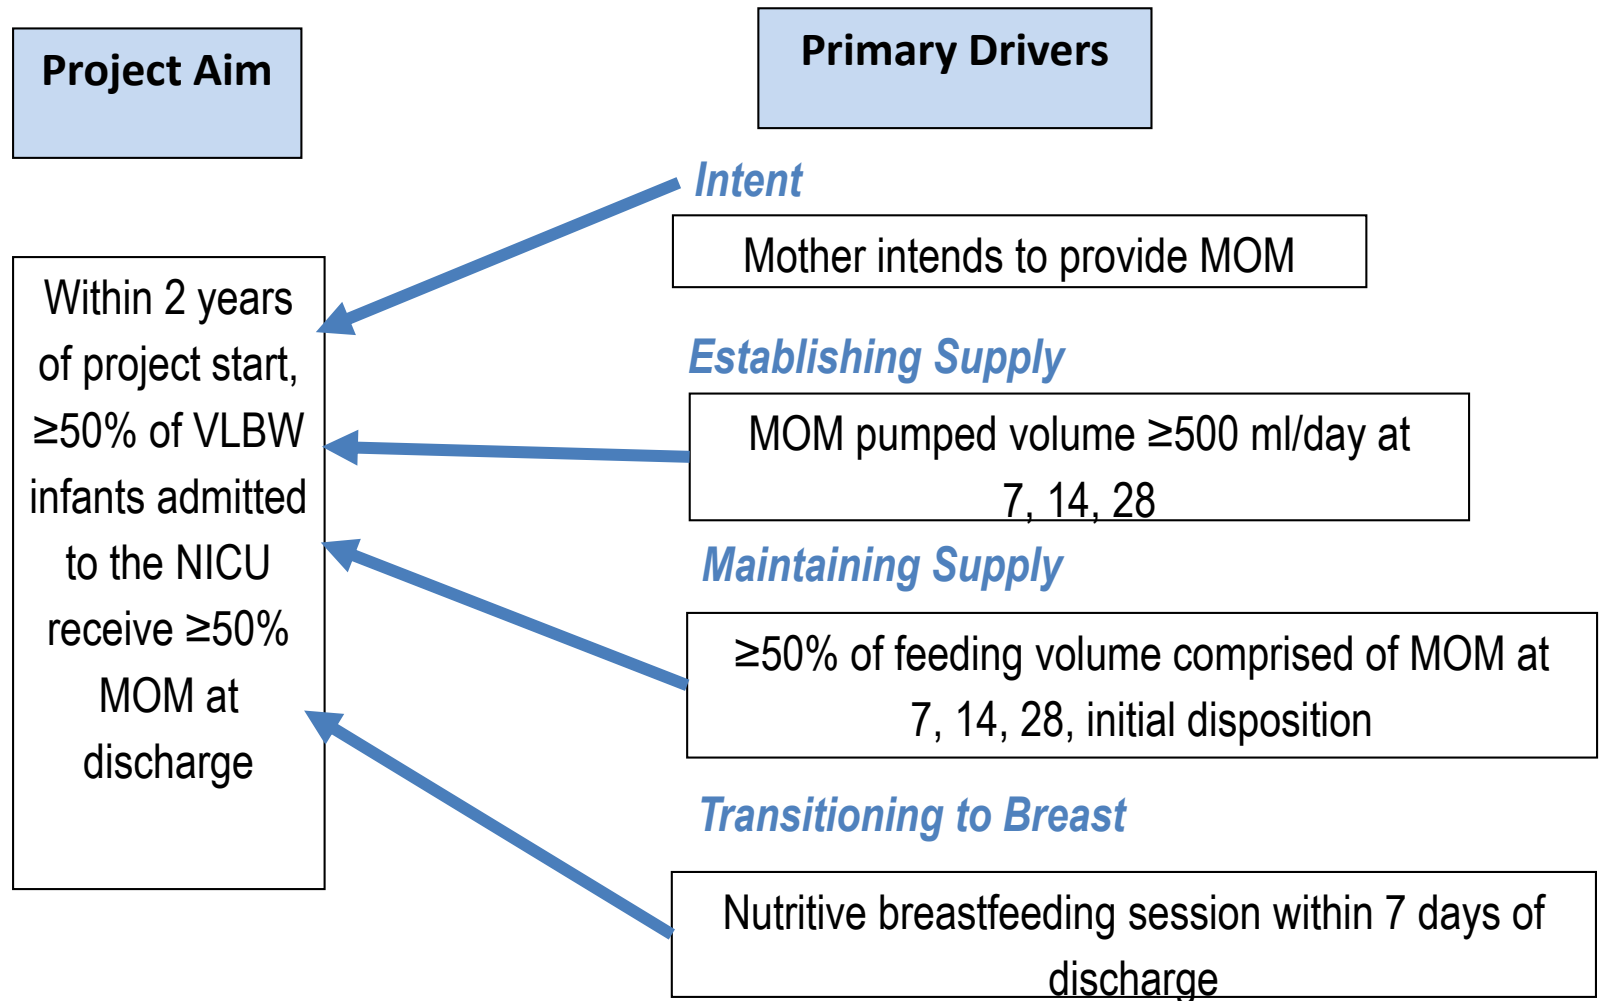 Project Aim
Primary Drivers
Within 2 years
of project start,
≥50% of VLBW
infants admitted
to the NICU
receive ≥50%
MOM at
discharge
Intent
Mother intends to provide MOM
Establishing Supply
MOM pumped volume ≥500 ml/day at
7, 14, 28
Maintaining Supply
≥50% of feeding volume comprised of MOM at
7, 14, 28, initial disposition
Transitioning to Breast
Nutritive breastfeeding session within 7 days of
discharge